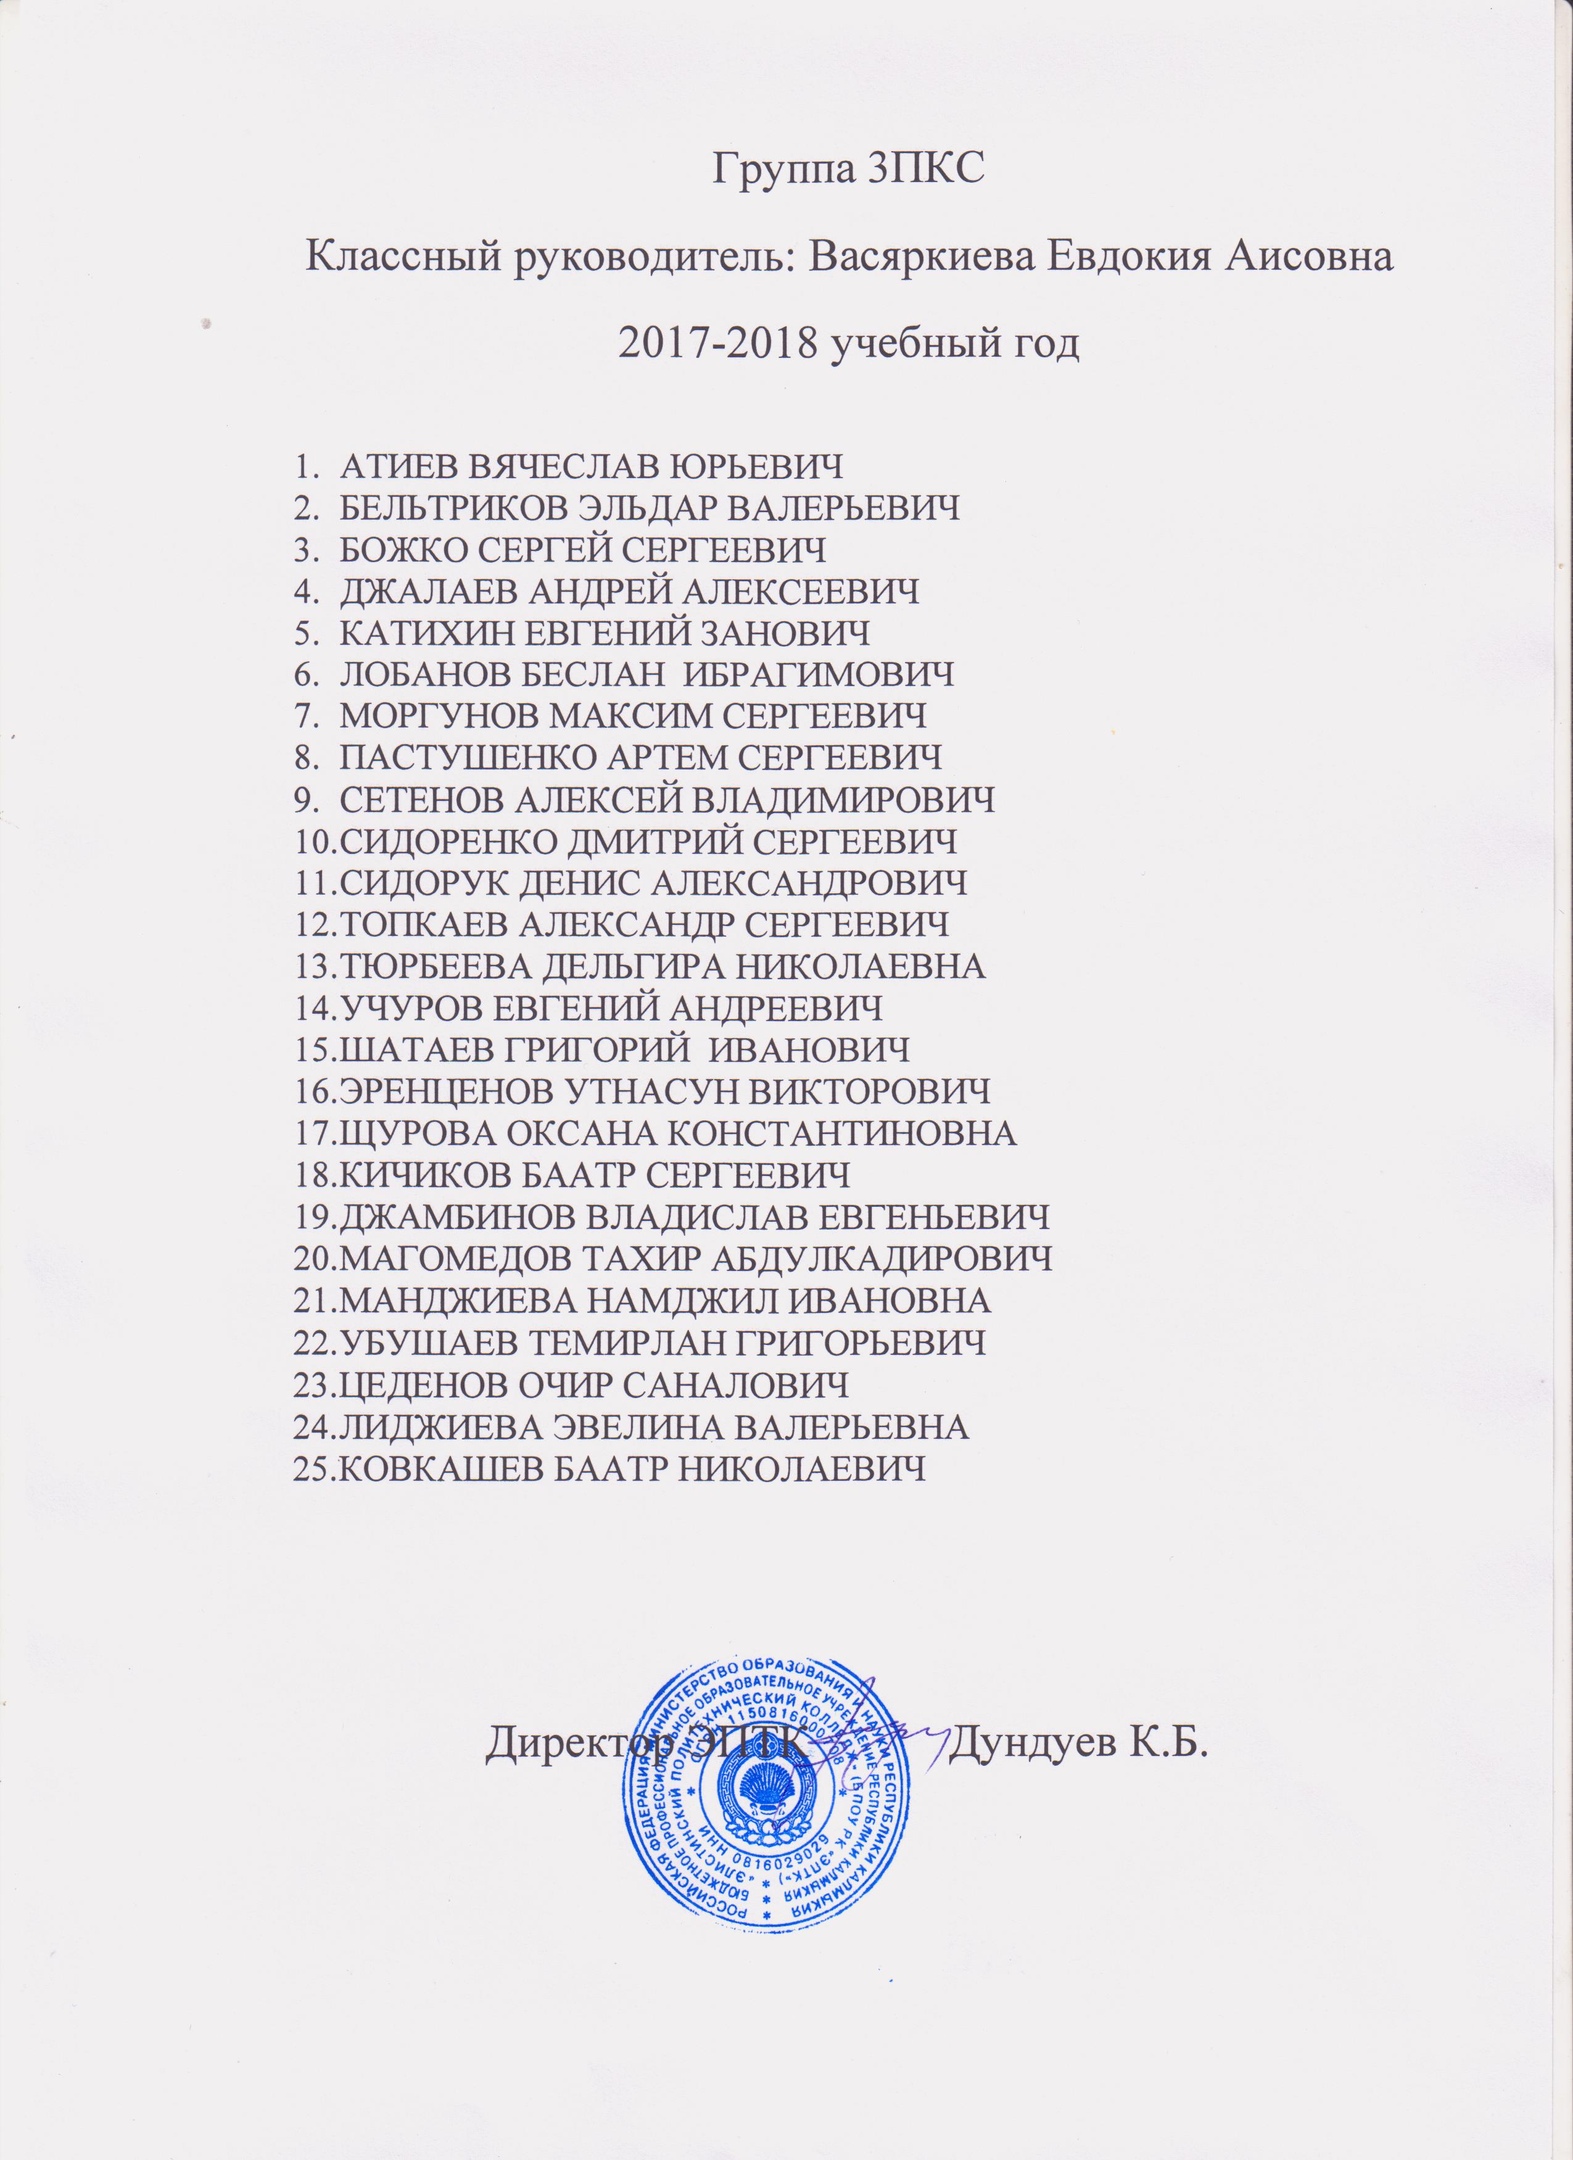 Группа 3ПКС
Классный руководитель: Васяркиева Евдокия Аисовна
2017-2018 учебный год
1. АТИЕВ ВЯЧЕСЛАВ ЮРЬЕВИЧ
2. БЕЛЬТРИКОВ ЭЛЬДАР ВАЛЕРЬЕВИЧ
3. БОЖКО СЕРГЕЙ СЕРГЕЕВИЧ
4. ДЖАЛАЕВ АНДРЕЙ АЛЕКСЕЕВИЧ
5. КАТИХИН ЕВГЕНИЙ ЗАНОВИЧ
6. ЛОБАНОВ БЕСЛАН ИБРАГИМОВИЧ
7. МОРГУНОВ МАКСИМ СЕРГЕЕВИЧ
8. ПАСТУШЕНКО АРТЕМ СЕРГЕЕВИЧ
9. СЕТЕНОВ АЛЕКСЕЙ ВЛАДИМИРОВИЧ
10.СИДОРЕНКО ДМИТРИЙ СЕРГЕЕВИЧ
11.СИДОРУК ДЕНИС АЛЕКСАНДРОВИЧ
12.ТОПКАЕВ АЛЕКСАНДР СЕРГЕЕВИЧ
13.ТЮРБЕЕВА ДЕЛЬГИРА НИКОЛАЕВНА
14.УЧУРОВ ЕВГЕНИЙ АНДРЕЕВИЧ
15.ШАТАЕВ ГРИГОРИЙ ИВАНОВИЧ
16.ЭРЕНЦЕНОВ УТНАСУН ВИКТОРОВИЧ
17.ЩУРОВА ОКСАНА КОНСТАНТИНОВНА
18.КИЧИКОВ БААТР СЕРГЕЕВИЧ
19.ДЖАМБИНОВ ВЛАДИСЛАВ ЕВГЕНЬЕВИЧ
20.МАГОМЕДОВ ТАХИР АБДУЛКАДИРОВИЧ
21.МАНДЖИЕВА НАМДЖИЛ ИВАНОВНА
22.УБУШАЕВ ТЕМИРЛАН ГРИГОРЬЕВИЧ
23.ЦЕДЕНОВ ОЧИР САНАЛОВИЧ
24.ЛИДЖИЕВА ЭВЕЛИНА ВАЛЕРЬЕВНА
25.КОВКАШЕВ БААТР НИКОЛАЕВИЧ
Директор ЭПТК Дундуев К.Б.
РОССИЙСКАЯ ФЕДЕРАЦИЯ МИНИСТЕРСТВО ОБРАЗОВАНИЯ И НАУКИ РЕСПУБЛИКИ КАЛМЫКИЯ
БЮДЖЕТНОЕ ПРОФЕССИОНАЛЬНОЕ ОБРАЗОВАТЕЛЬНОЕ УЧРЕЖДЕНИЕ РЕСПУБЛИКИ КАЛМЫКИЯ
«ЭЛИСТИНСКИЙ ПОЛИТЕХНИЧЕСКИЙ КОЛЛЕДЖ» (БПОУ РК «ЭПТК»)
ИНН 0816029029